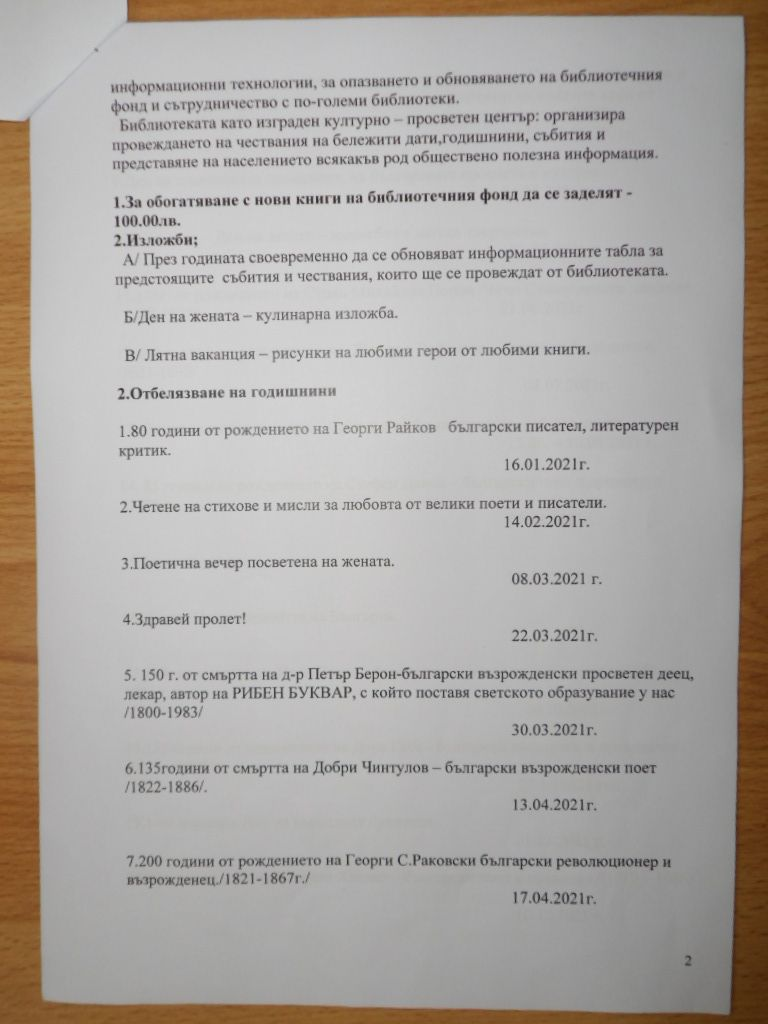 информационни технологии, за опазването и обновяването на библиотечния
фонд и сътрудничество с по-големи библиотеки.
Библиотеката като изграден културно – просветен център: организира
провеждането на чествания на бележити дати,годишнини, събития и
представяне на населението всякакъв род обществено полезна информация.
1.За обогатяване с нови книги на библиотечния фонд да се заделят -
100.00лв.
2.Изложби;
А/ През годината своевременно да се обновяват информационните табла за
предстоящите събития и чествания, които ще се провеждат от библиотеката.
Б/Ден на жената – кулинарна изложба.
В/ Лятна ваканция – рисунки на любими герои от любими книги.
2.Отбелязване на годишнини
1.80 години от рождението на Георги Райков български писател, литературен
критик.
16.01.2021г.
2.Четене на стихове и мисли за любовта от велики поети и писатели.
14.02.2021г.
3.Поетична вечер посветена на жената.
08.03.2021 г.
4.Здравей пролет!
22.03.2021г.
5. 150 г. от смъртта на д-р Петър Берон-български възрожденски просветен деец,
лекар, автор на РИБЕН БУКВАР, с който поставя светското образувание у нас
/1800-1983/
30.03.2021г.
6.135години от смъртта на Добри Чинтулов – български възрожденски поет
/1822-1886/.
13.04.2021г.
7.200 години от рождението на Георги С.Раковски български революционер и
възрожденец./1821-1867г./
17.04.2021г.
2